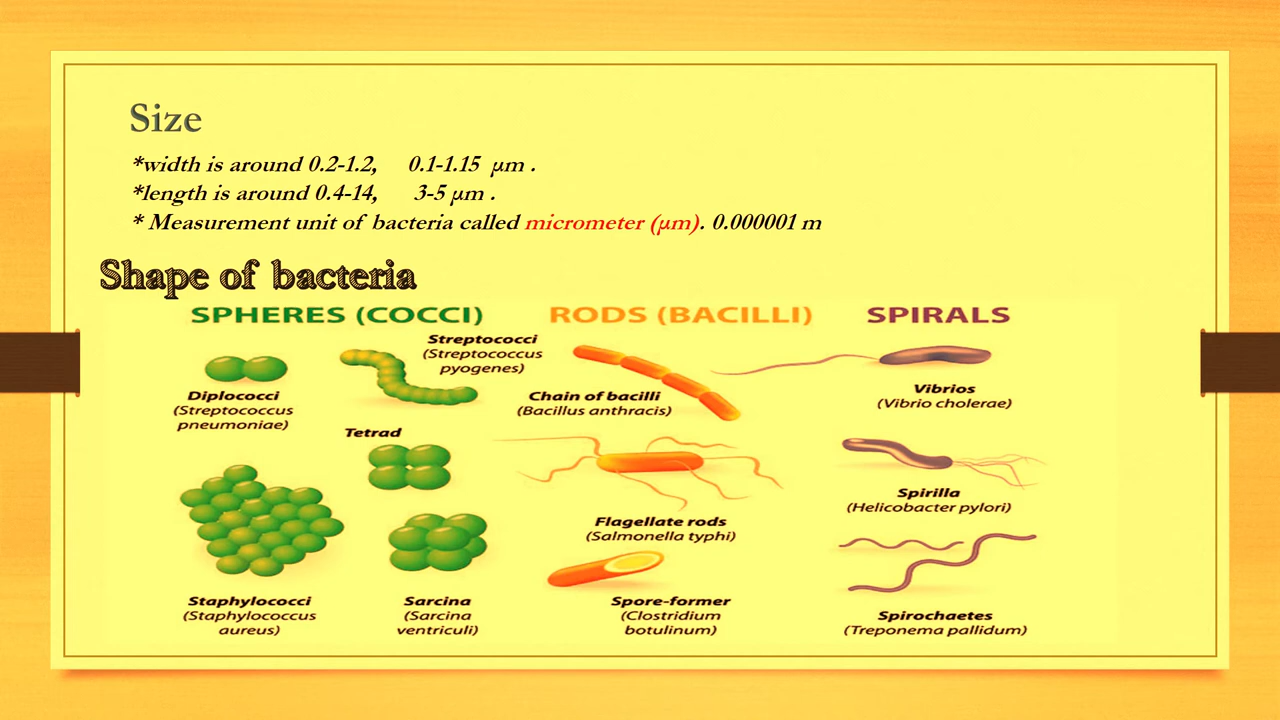 Size
*width is around 0.2-1.2, 0.1-1.15 μm .
*length is around 0.4-14, 3-5 μm .
* Measurement unit of bacteria called micrometer (μm). 0.000001 m
Shape of bacteria
SPHERES (COCCI)
Diplococci
(Streptococcus
pneumoniae)
Streptococci
(Streptococcus
pyogenes)
Tetrad
Staphylococci
(Staphylococcus
aureus)
Sarcina
(Sarcina
ventriculi)
RODS (BACILLI)
Chain of bacilli
(Bacillus anthracis)
Flagellate rods
(Salmonella typhi)
Spore-former
(Clostridium
botulinum)
SPIRALS
Vibrios
(Vibrio cholerae)
Spirilla
(Helicobacter pylori)
Spirochaetes
(Treponema pallidum)